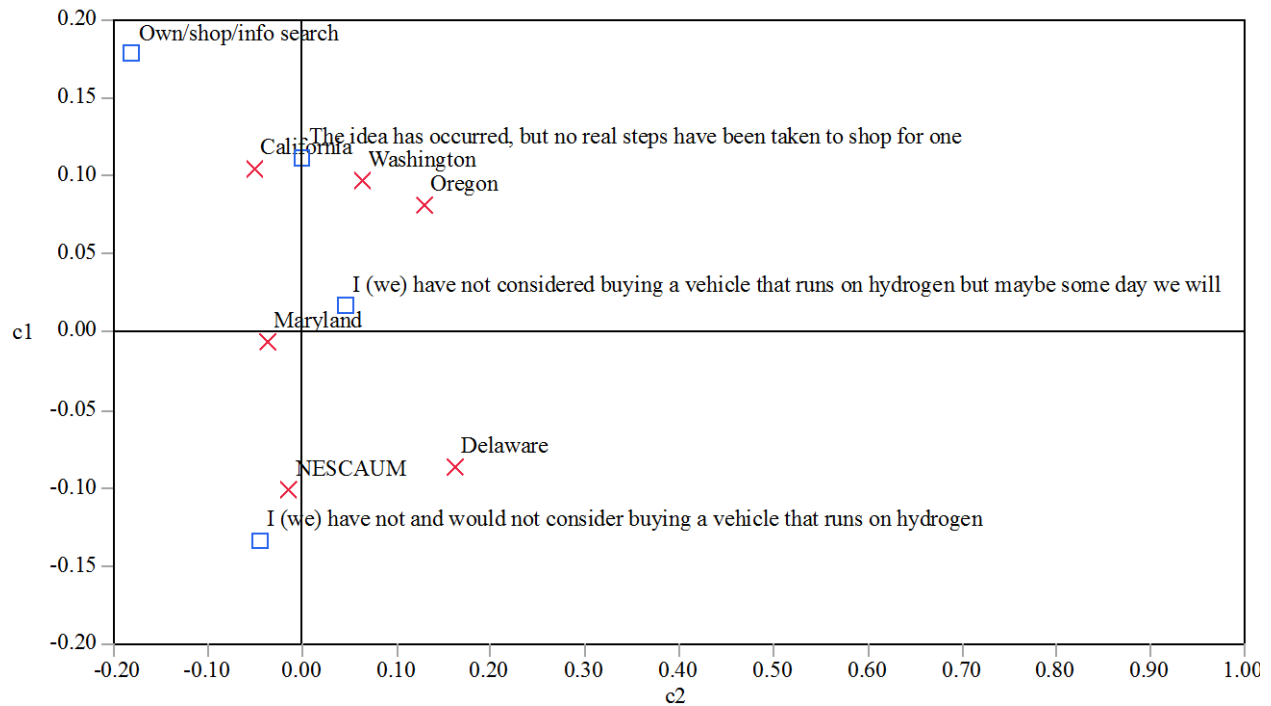 0.20
Own/shop/info search
0.15
The idea has occurred, but no real steps have been taken to shop for one
California
Washington
0.10
Oregon
0.05
I (we) have not considered buying a vehicle that runs on hydrogen but maybe some day we will
Maryland
0.00
c1
-0.05
Delaware
NESCAUM
-0.10
I (we) have not and would not consider buying a vehicle that runs on hydrogen
-0.15
-0.20
-0.20 -0.10 0.00 0.10 0.20 0.30 0.40 0.50 0.60 0.70 0.80 0.90 1.00
c2